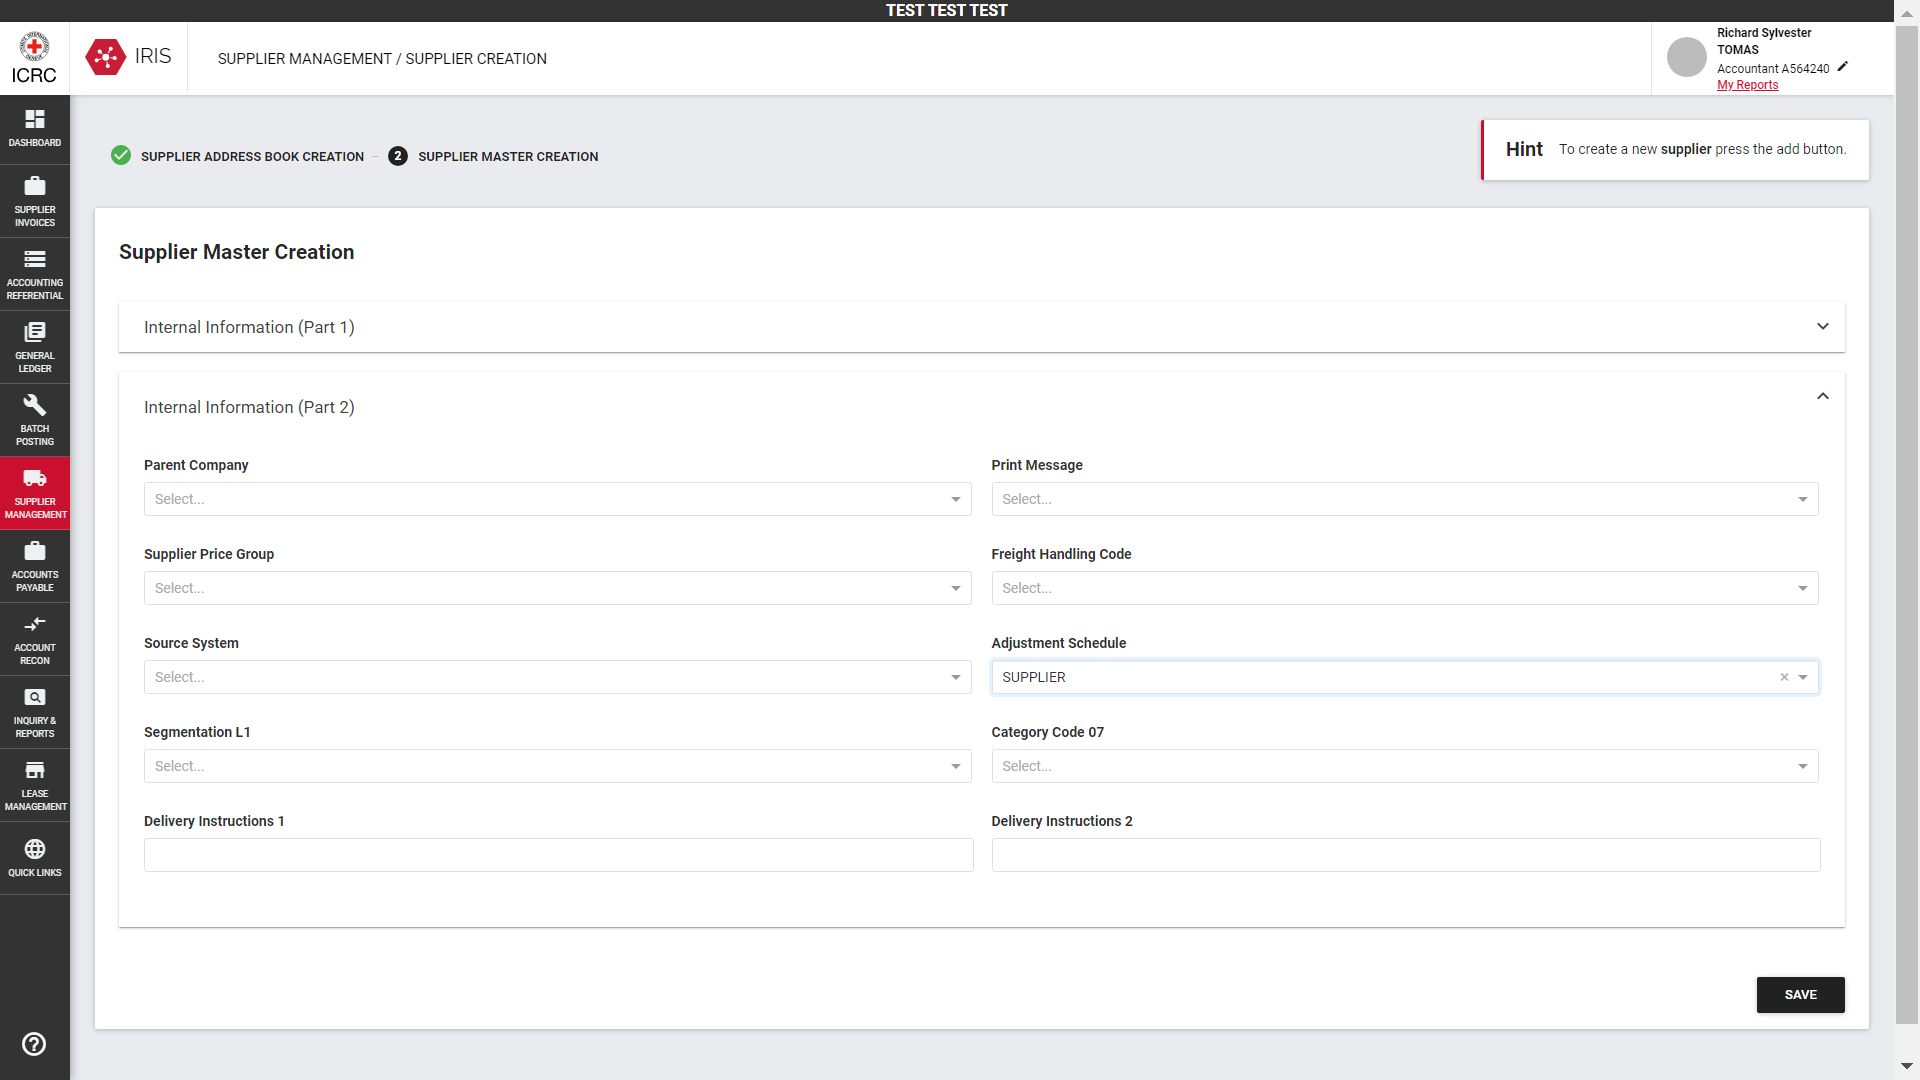 TEST TEST TEST
ICRC
IRIS
SUPPLIER MANAGEMENT / SUPPLIER CREATION
Richard Sylvester
TOMAS
Accountant A564240
My Reports
DASHBOARD
SUPPLIER
INVOICES
ACCOUNTING
REFERENTIAL
GENERAL
LEDGER
BATCH
POSTING
SUPPLIER
MANAGEMENT
ACCOUNTS
PAYABLE
ACCOUNT
RECON
INQUIRY &
REPORTS
LEASE
MANAGEMENT
QUICK LINKS
SUPPLIER ADDRESS BOOK CREATION
2 SUPPLIER MASTER CREATION
Hint To create a new supplier press the add button.
Supplier Master Creation
Internal Information (Part 1)
Internal Information (Part 2)
Parent Company
Select...
Print Message
Select...
Supplier Price Group
Select...
Freight Handling Code
Select...
Source System
Select...
Adjustment Schedule
SUPPLIER
Segmentation L1
Select...
Category Code 07
Select...
Delivery Instructions 1
Delivery Instructions 2
SAVE